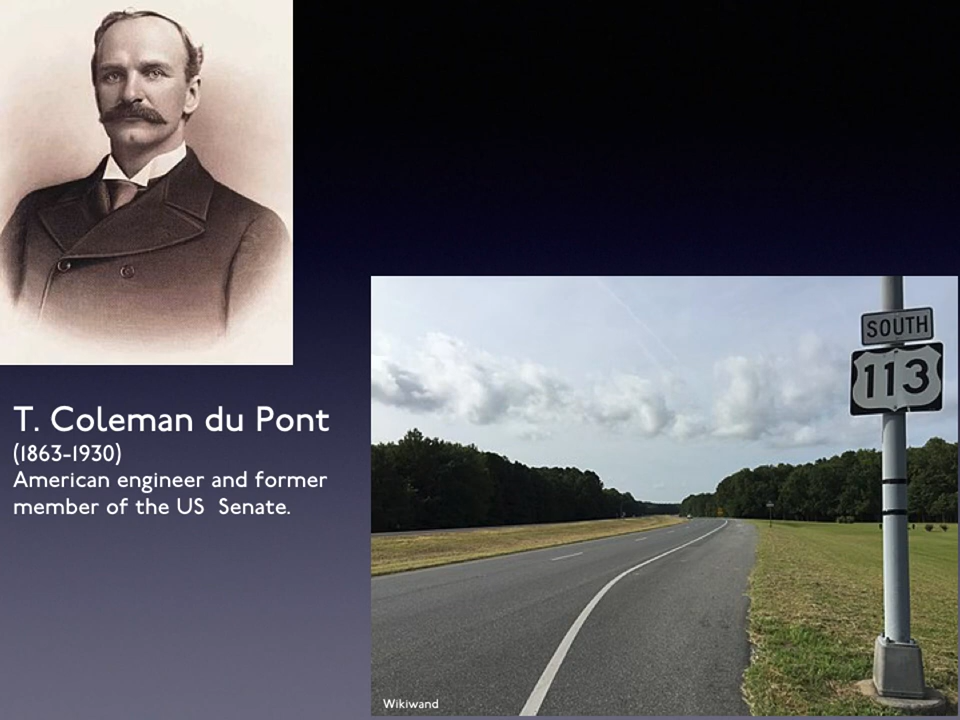 T. Coleman du Pont
(1863-1930)
American engineer and former
member of the US  Senate.
SOUTH
113
Wikiwand